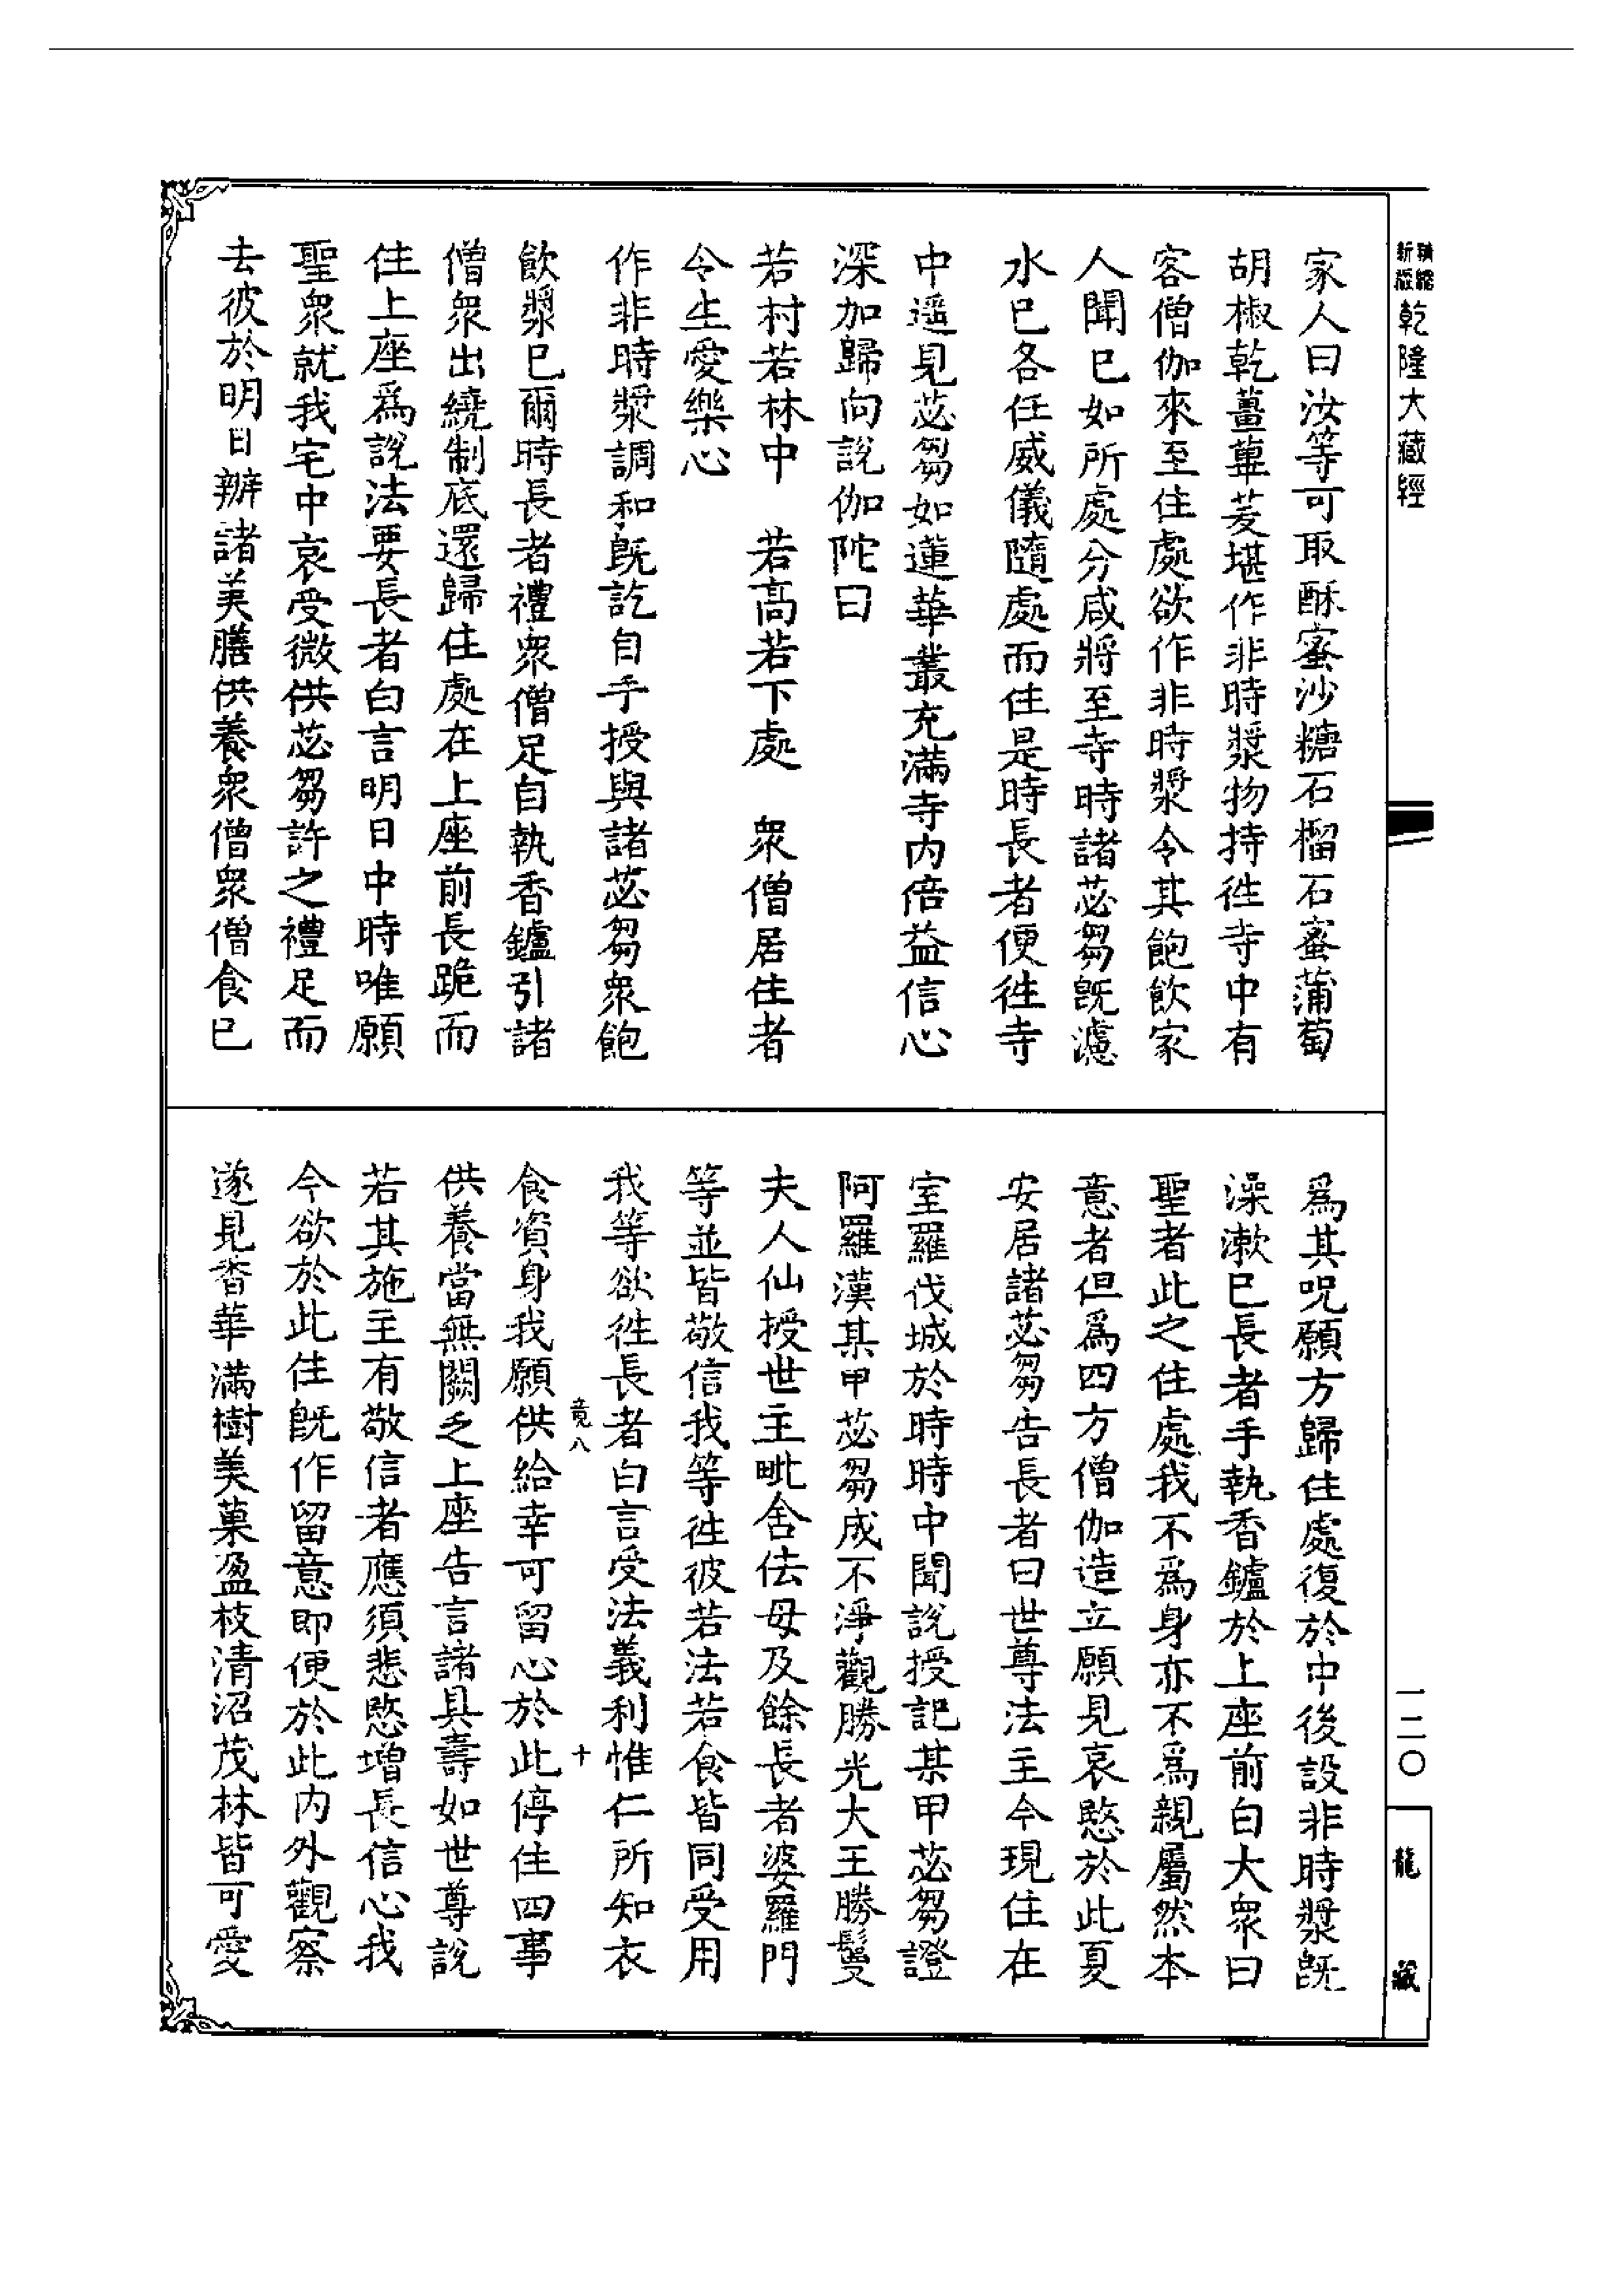 精縮
新版
乾隆大藏經
家人曰汝等可取酥蜜沙糖石榴石蜜蒲萄
胡椒乾薑蓽茇堪作非時漿物持徃寺中有
客僧伽來至住處欲作非時漿令其飽飲家
人聞已如所處分咸將至寺時諸苾芻旣濾
水已各任威儀隨處而住是時長者便徃寺
中遥見苾芻如蓮華叢充滿寺内倍益信心
深加歸向說伽陀曰
若村若林中　若高若下處　衆僧居住者
令生愛樂心
作非時漿調和旣訖自手授與諸苾芻衆飽
飲漿已爾時長者禮衆僧足自執香鑪引諸
僧衆出繞制底還歸住處在上座前長跪而
住上座爲說法要長者白言明日中時唯願
聖衆就我宅中哀受微供苾芻許之禮足而
去彼於明日辦諸美膳供養衆僧衆僧食已
爲其呪願方歸住處復於中後設非時漿旣
澡漱已長者手執香鑪於上座前白大衆曰
聖者此之住處我不爲身亦不爲親屬然本
意者但爲四方僧伽造立願見哀愍於此夏
安居諸苾芻告長者曰世尊法主今現住在
室羅伐城於時時中聞說授記某甲苾芻證
阿羅漢某甲苾芻成不淨觀勝光大王勝鬘
夫人仙授世主毗舍佉母及餘長者婆羅門
等並皆敬信我等徃彼若法若食皆同受用
我等欲徃長者白言受法義利惟仁所知衣
竟八　十
食資身我願供給幸可留心於此停住四事
供養當無闕乏上座告言諸具壽如世尊說
若其施主有敬信者應須悲愍增長信心我
今欲於此住旣作留意即便於此内外觀察
遂見香華滿樹美菓盈枝清沼茂林皆可愛
一二〇
龍藏